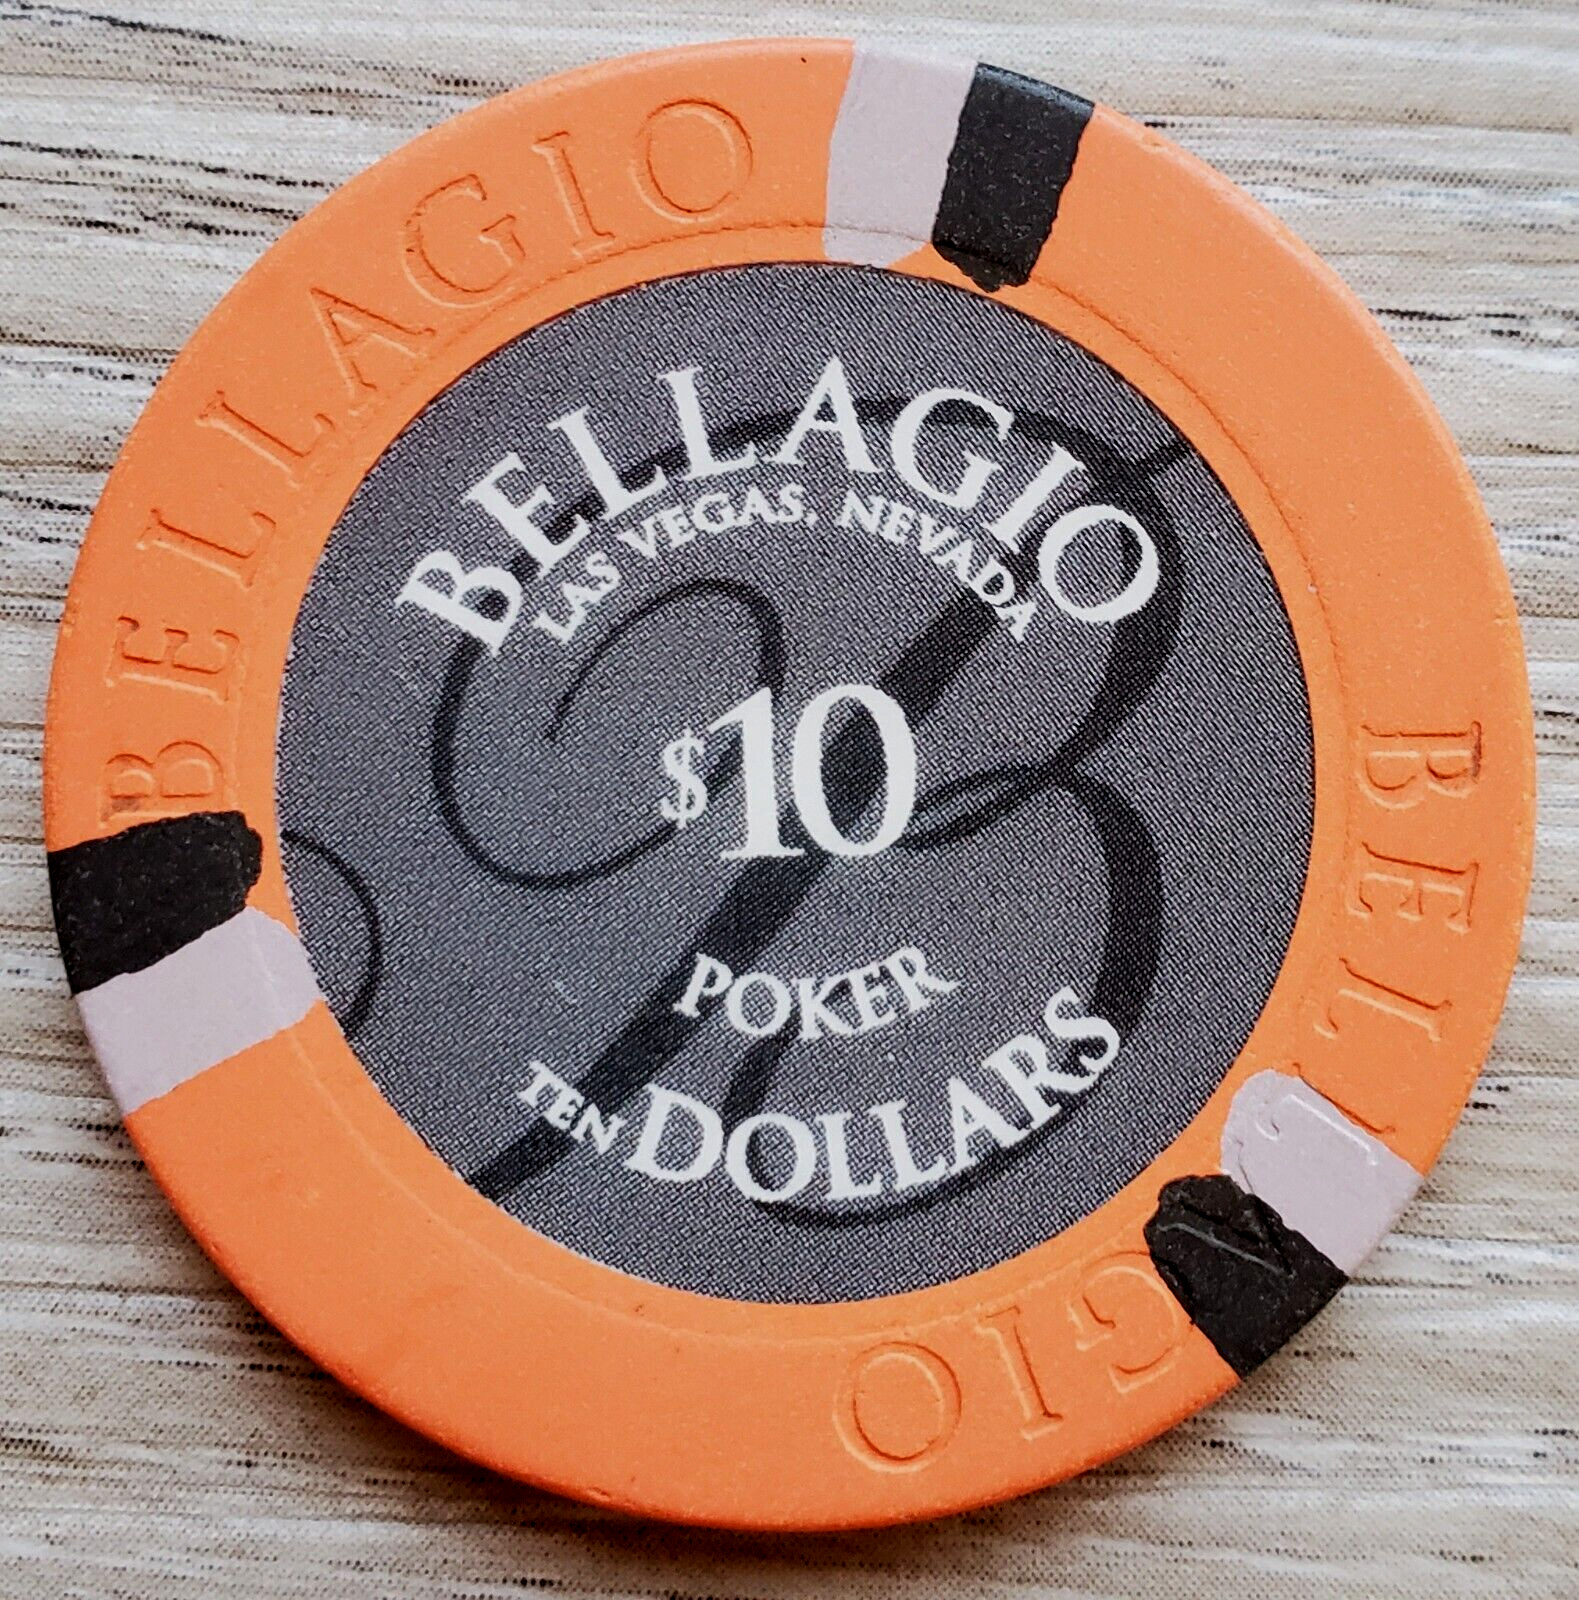 BELLAGIO
LAS VEGAS, NEVADA
$10
POKER
TEN DOLLARS
BELLAGIO
BELLAGIO